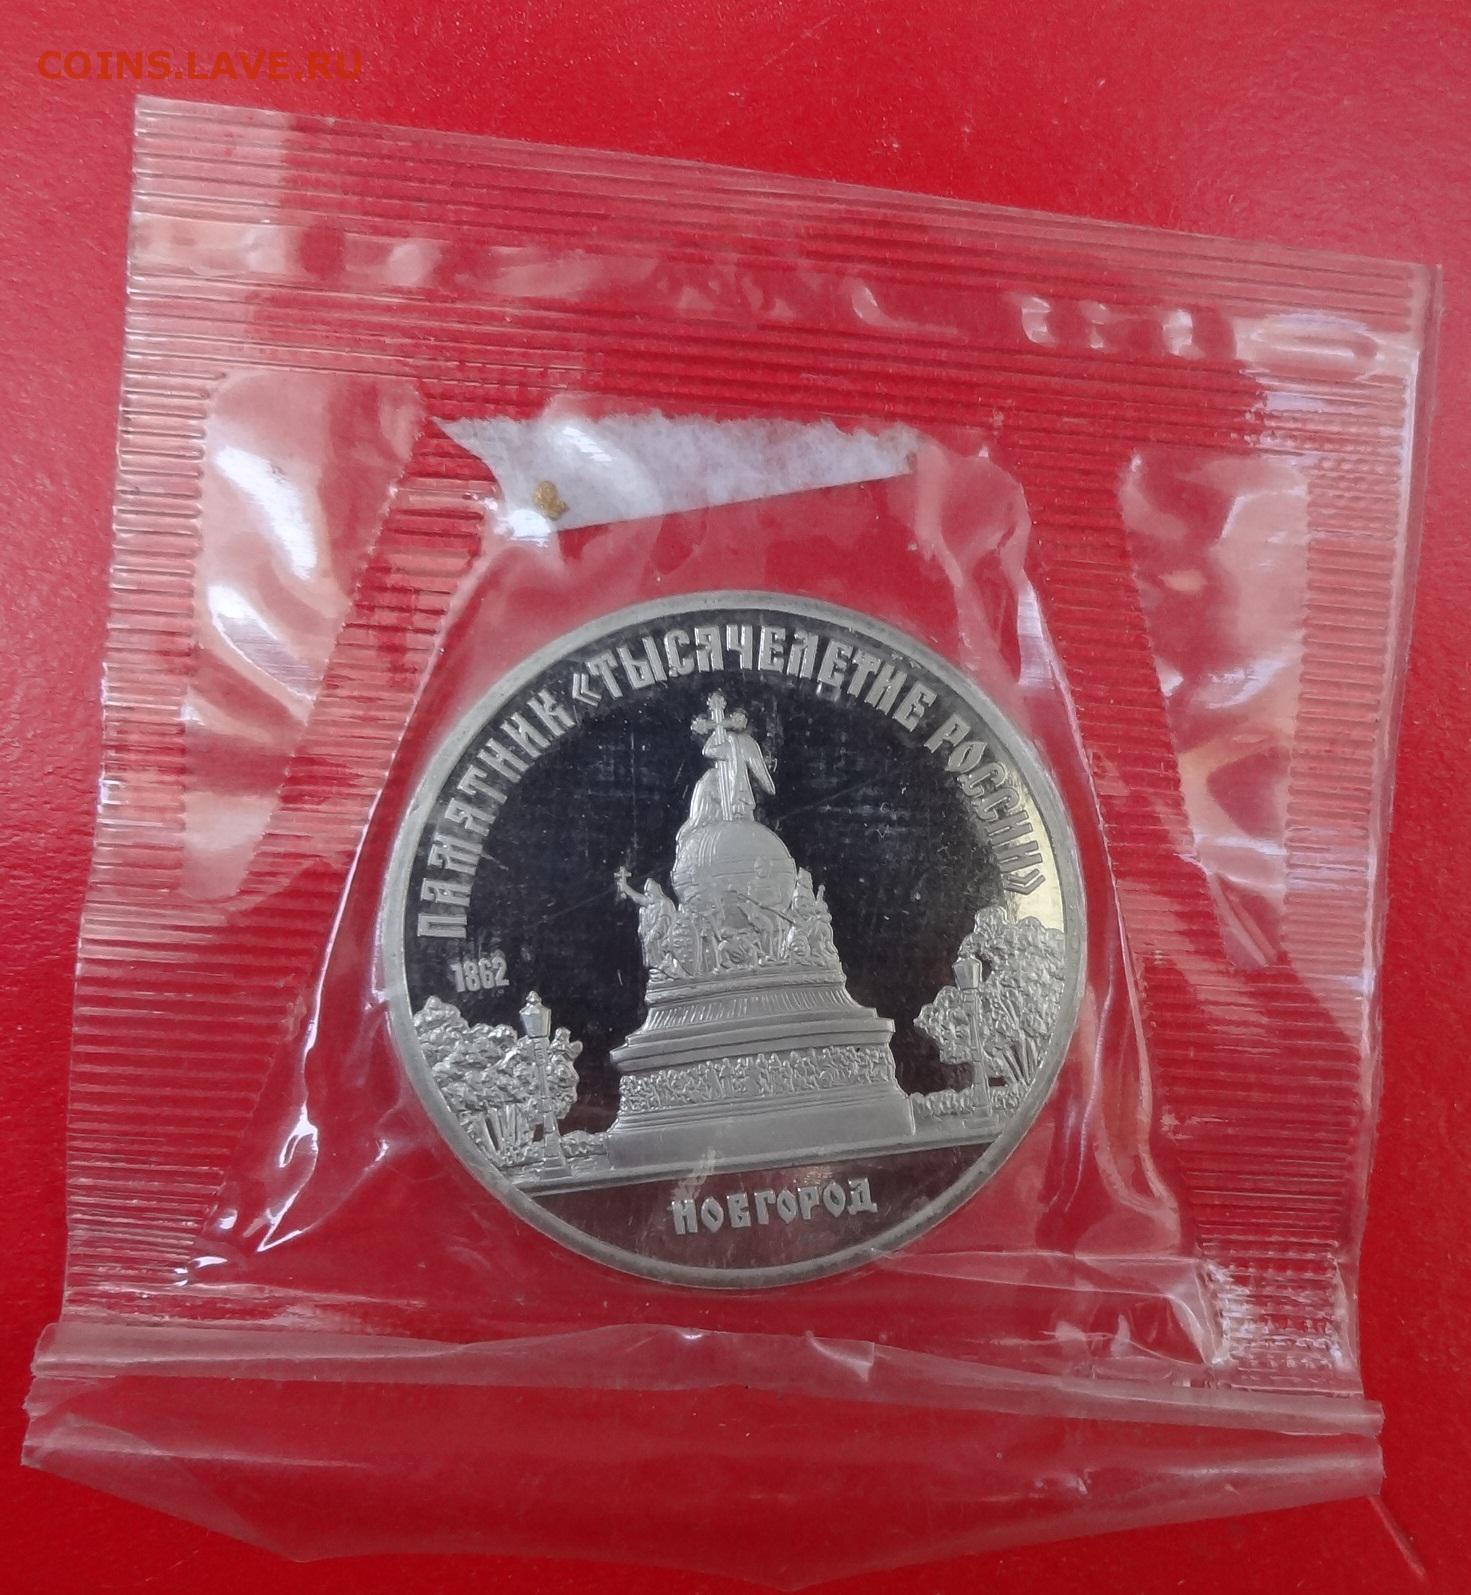 COINS.LAVE.RU
ПАМЯТНИК «ТЫСЯЧЕЛЕТИЕ РОССИИ»
1862
НОВГОРОД